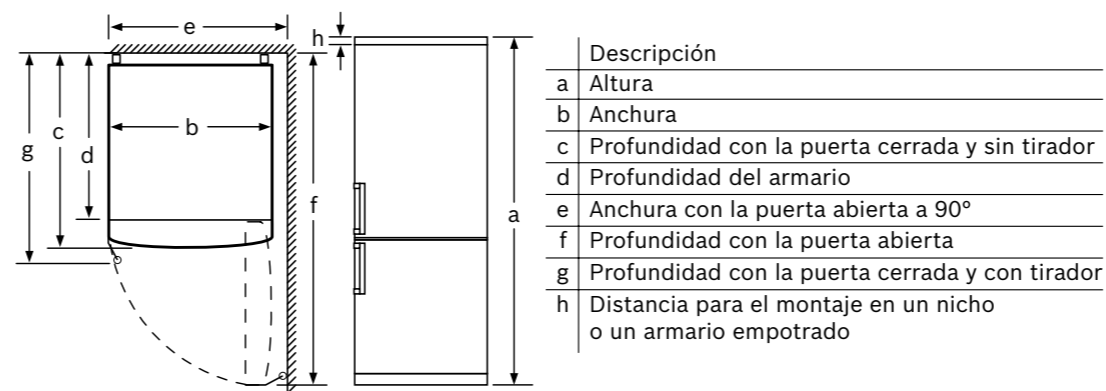 e
h
c
b
g
d
f
a
Descripción
a Altura
b Anchura
c Profundidad con la puerta cerrada y sin tirador
d Profundidad del armario
e Anchura con la puerta abierta a 90°
f Profundidad con la puerta abierta
g Profundidad con la puerta cerrada y con tirador
h Distancia para el montaje en un nicho
o un armario empotrado